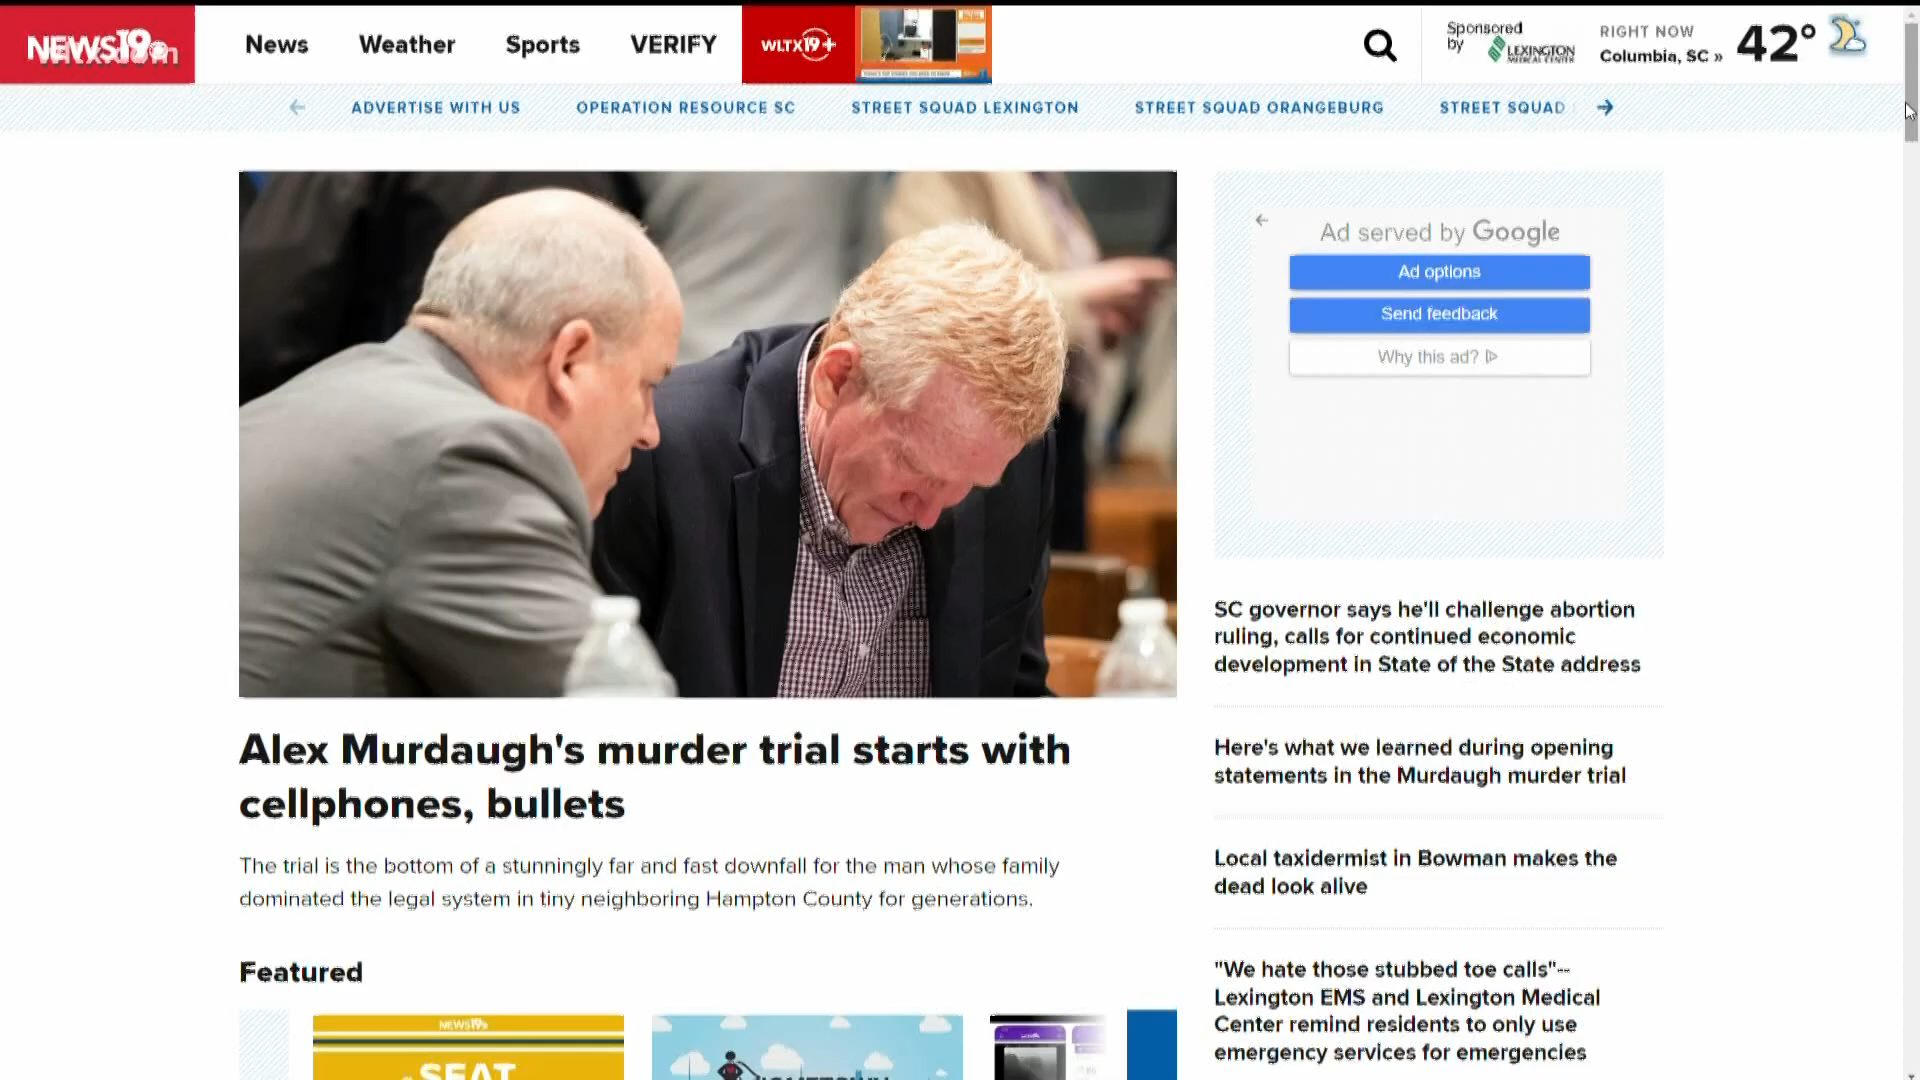 NEWS19
wltx.com
News
Weather
Sports
VERIFY
WLTX19+
Sponsored
by
LEXINGTON
MEDICAL CENTER
RIGHT NOW
Columbia, SC »
42°
ADVERTISE WITH US
OPERATION RESOURCE SC
STREET SQUAD LEXINGTON
STREET SQUAD ORANGEBURG
STREET SQUAD
Ad served by Google
Ad options
Send feedback
Why this ad?
Alex Murdaugh's murder trial starts with
cellphones, bullets
The trial is the bottom of a stunningly far and fast downfall for the man whose family
dominated the legal system in tiny neighboring Hampton County for generations.
SC governor says he'll challenge abortion
ruling, calls for continued economic
development in State of the State address
Here's what we learned during opening
statements in the Murdaugh murder trial
Local taxidermist in Bowman makes the
dead look alive
"We hate those stubbed toe calls"--
Lexington EMS and Lexington Medical
Center remind residents to only use
emergency services for emergencies
Featured
NEWS19
SEAT